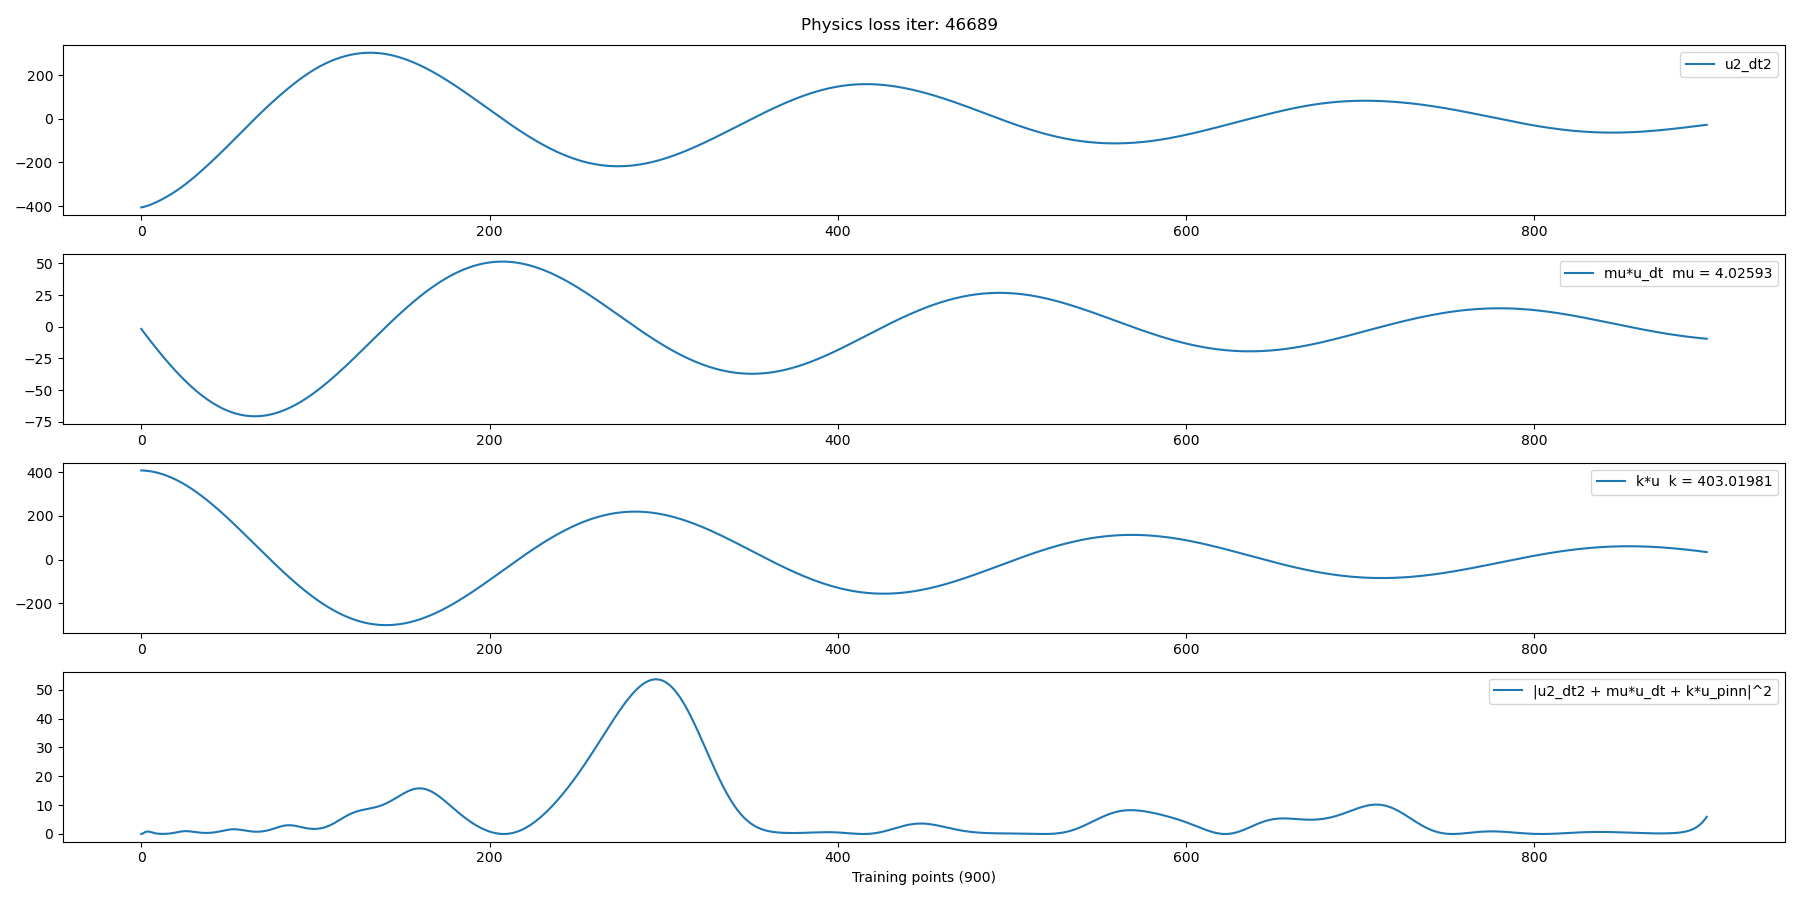 Physics loss iter: 46689
200
0
−200
−400
u2_dt2
0 200 400 600 800
50
25
0
−25
−50
−75
mu*u_dt  mu = 4.02593
0 200 400 600 800
400
200
0
−200
k*u  k = 403.01981
0 200 400 600 800
50
40
30
20
10
0
|u2_dt2 + mu*u_dt + k*u_pinn|^2
0 200 400 600 800
Training points (900)